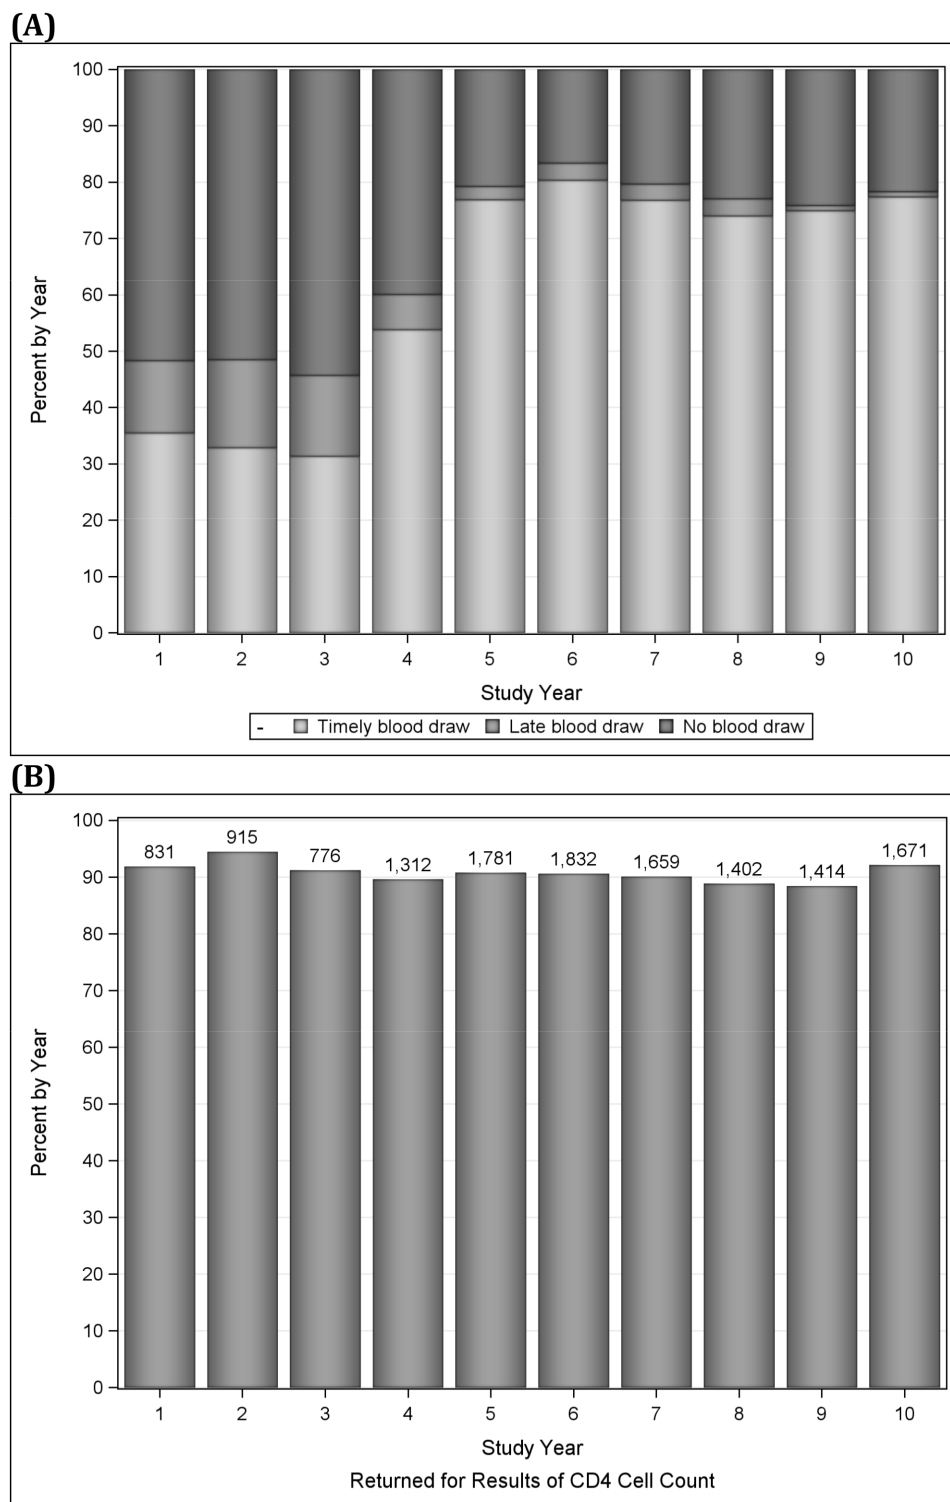 (A)
100
90
80
70
60
50
40
30
20
10
0
Percent by Year
1 2 3 4 5 6 7 8 9 10
Study Year
- Timely blood draw Late blood draw No blood draw
(B)
100
90
80
70
60
50
40
30
20
10
0
Percent by Year
831 915 776 1,312 1,781 1,832 1,659 1,402 1,414 1,671
1 2 3 4 5 6 7 8 9 10
Study Year
Returned for Results of CD4 Cell Count